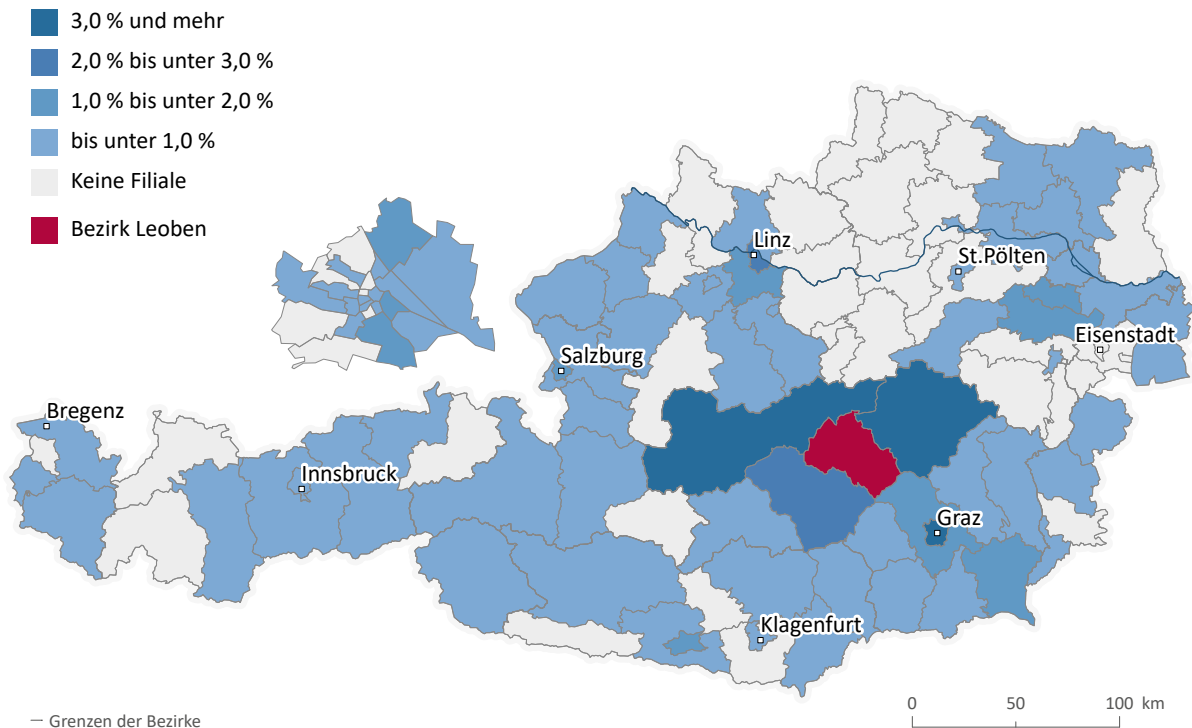 3,0 % und mehr
2,0 % bis unter 3,0 %
1,0 % bis unter 2,0 %
bis unter 1,0 %
Keine Filiale
Bezirk Leoben
Linz
St.Pölten
Eisenstadt
Salzburg
Bregenz
Innsbruck
Graz
Klagenfurt
Grenzen der Bezirke
0 50 100 km